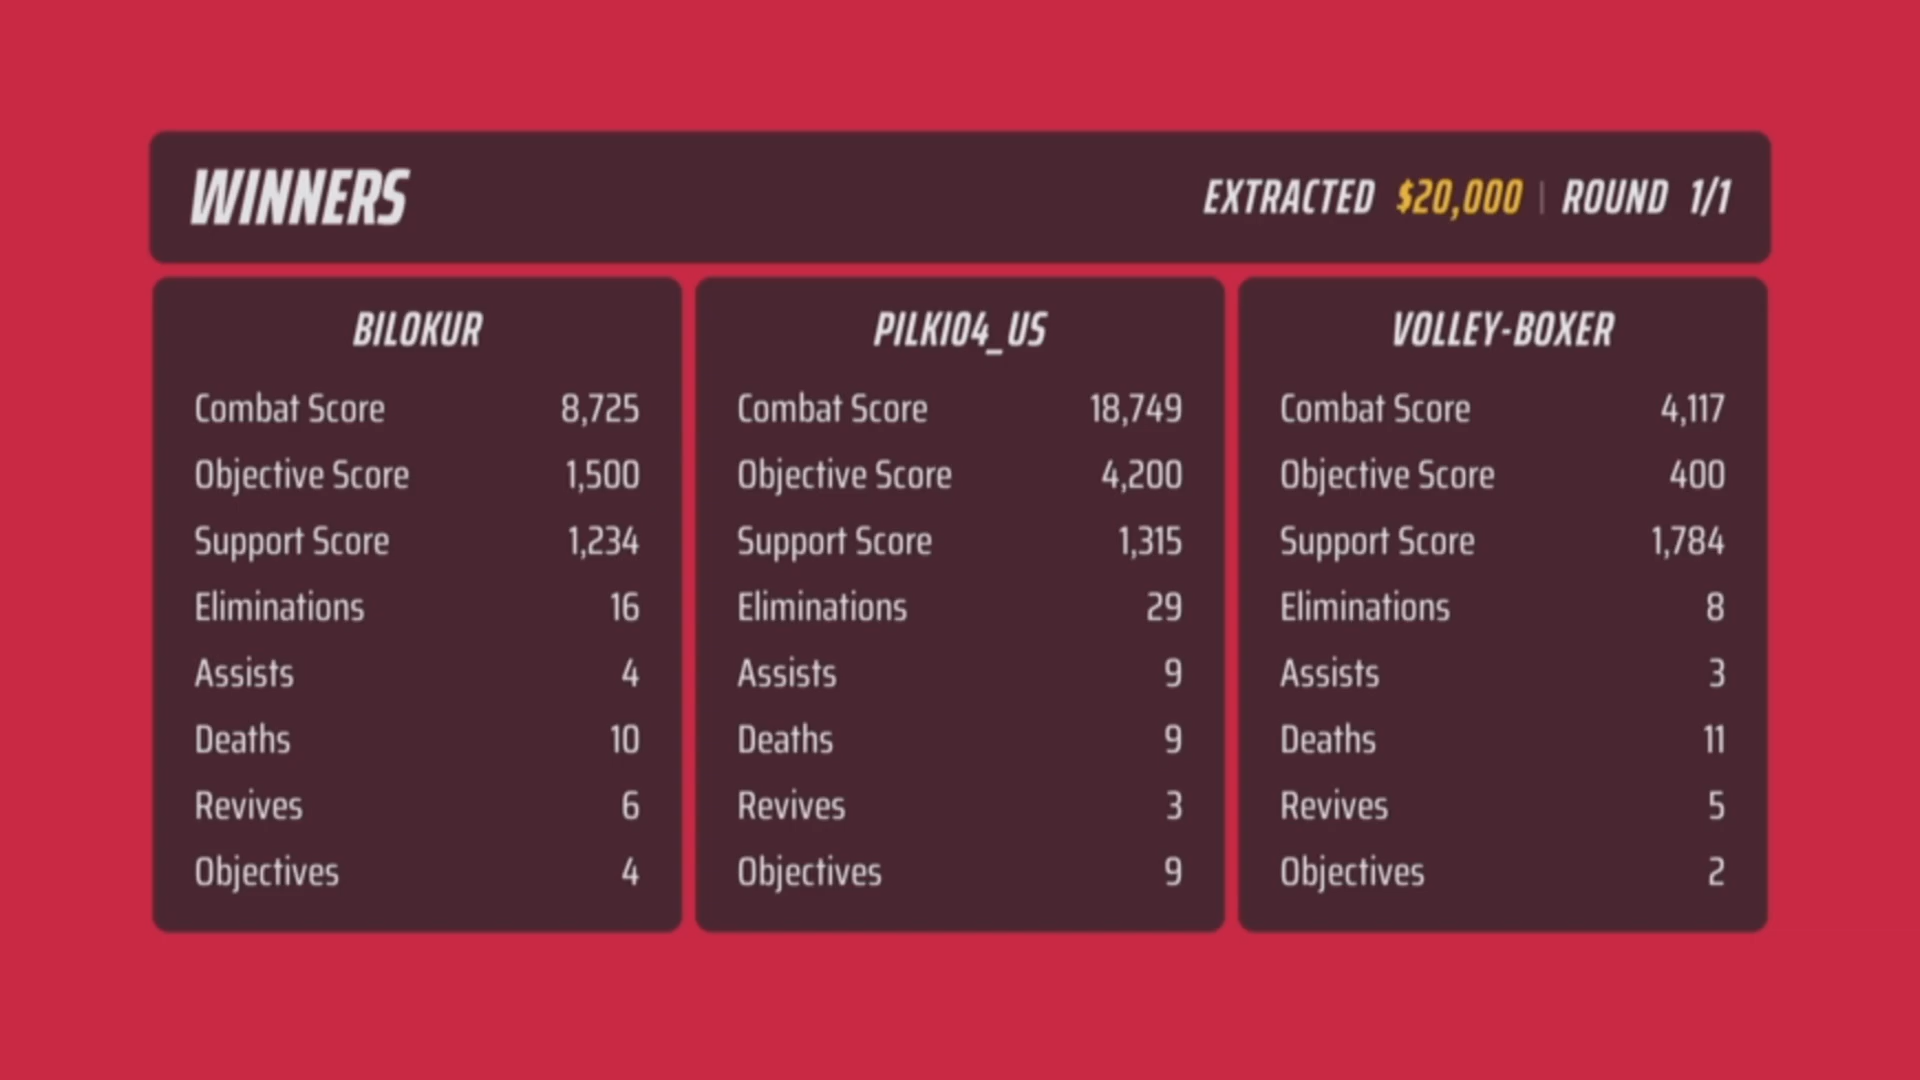 WINNERS
EXTRACTED $20,000 | ROUND 1/1
BILOKUR
Combat Score 8,725
Objective Score 1,500
Support Score 1,234
Eliminations 16
Assists 4
Deaths 10
Revives 6
Objectives 4
PILKI04_US
Combat Score 18,749
Objective Score 4,200
Support Score 1,315
Eliminations 29
Assists 9
Deaths 9
Revives 3
Objectives 9
VOLLEY-BOXER
Combat Score 4,117
Objective Score 400
Support Score 1,784
Eliminations 8
Assists 3
Deaths 11
Revives 5
Objectives 2